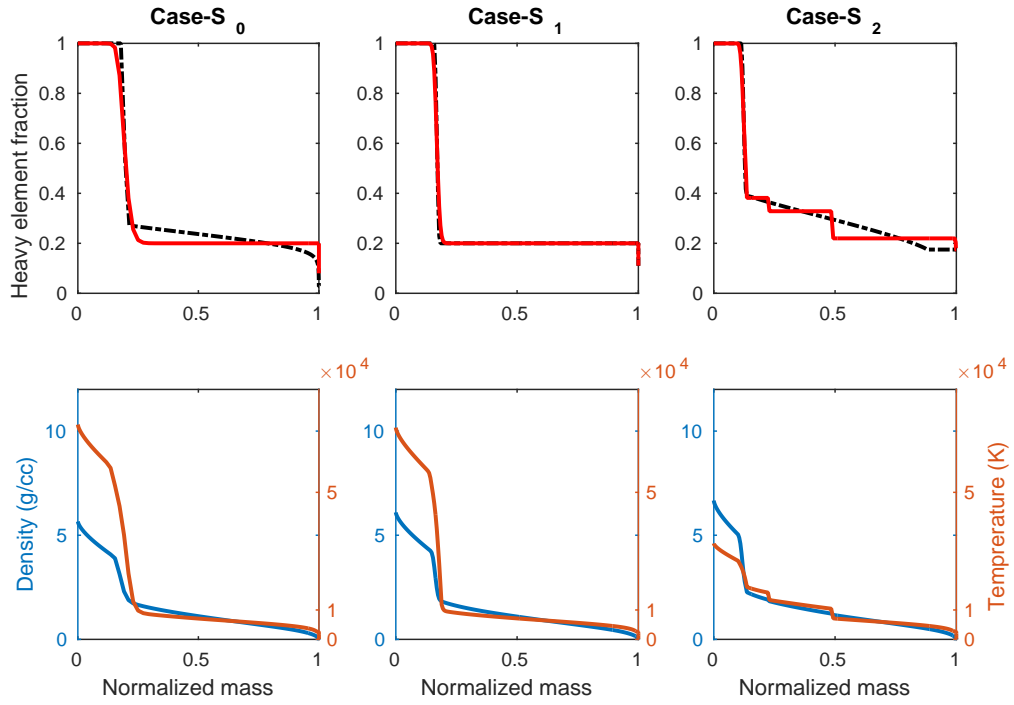 Case-S 0
Case-S 1
Case-S 2
Heavy element fraction
1
0.8
0.6
0.4
0.2
0
0 0.5 1
1
0.8
0.6
0.4
0.2
0
0 0.5 1
1
0.8
0.6
0.4
0.2
0
0 0.5 1
Density (g/cc)
10
5
0
×10 4
5
1
0
0 0.5 1
Normalized mass
10
5
0
×10 4
5
1
0
0 0.5 1
Normalized mass
10
5
0
×10 4
5
1
0
Temprerature (K)
0 0.5 1
Normalized mass